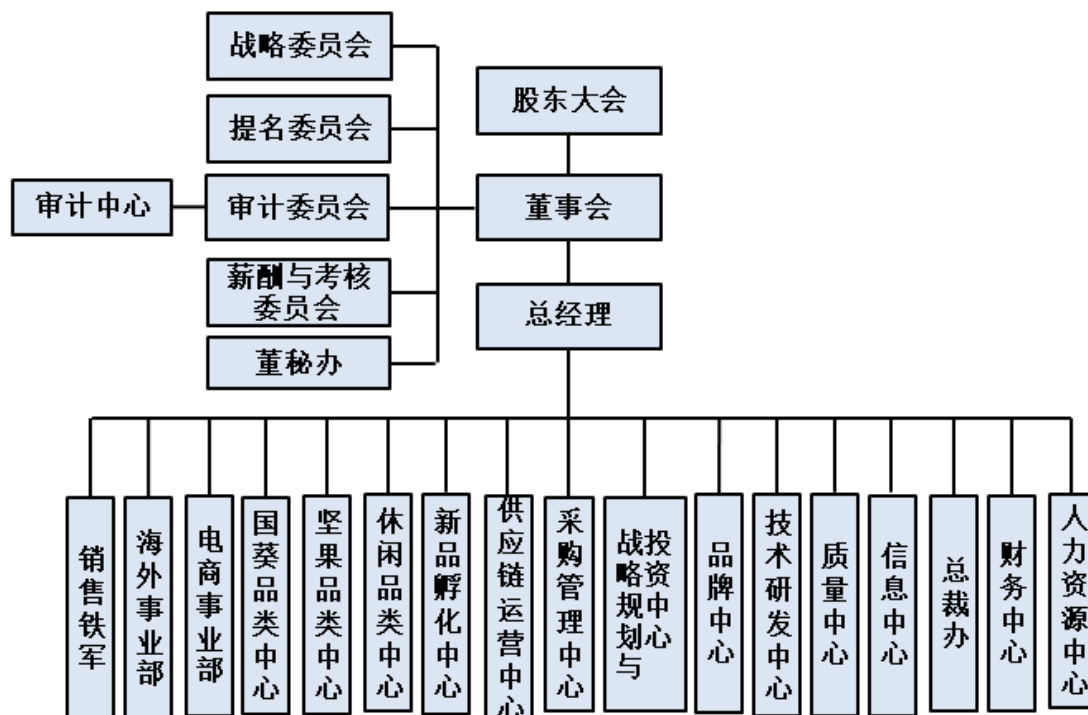 战略委员会
股东大会
提名委员会
审计中心
审计委员会
董事会
薪酬与考核
委员会
总经理
董秘办
销售铁军
海外事业部
电商事业部
国葵品类中心
坚果品类中心
休闲品类中心
新品孵化中心
供应链运营中心
采购管理中心
战略规划与
投资中心
品牌中心
技术研发中心
质量中心
信息中心
总裁办
财务中心
人力资源中心